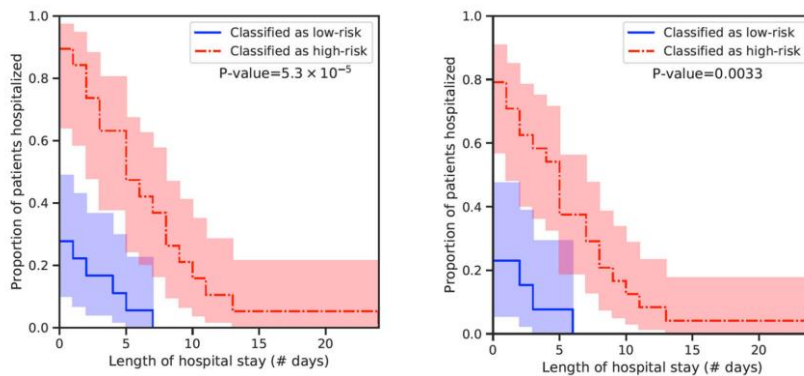 1.0
0.8
0.6
0.4
0.2
0.0
Proportion of patients hospitalized
Classified as low-risk
Classified as high-risk
P-value=5.3 × 10⁻⁵
0 5 10 15 20
Length of hospital stay (# days)
1.0
0.8
0.6
0.4
0.2
0.0
Proportion of patients hospitalized
Classified as low-risk
Classified as high-risk
P-value=0.0033
0 5 10 15 20
Length of hospital stay (# days)